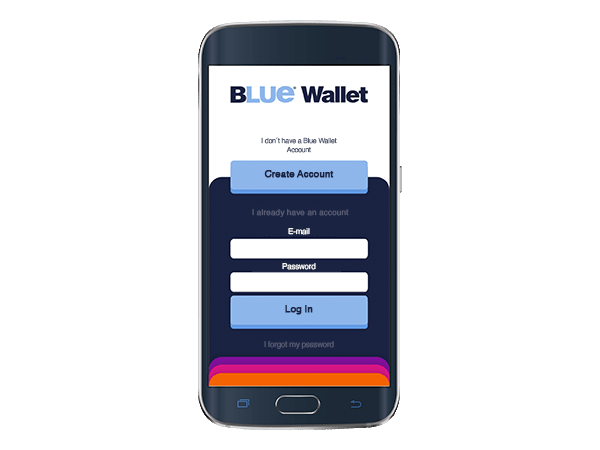 BLUE® Wallet
I don't have a Blue Wallet
Account
Create Account
I already have an account
E-mail
Password
Log In
I forgot my password